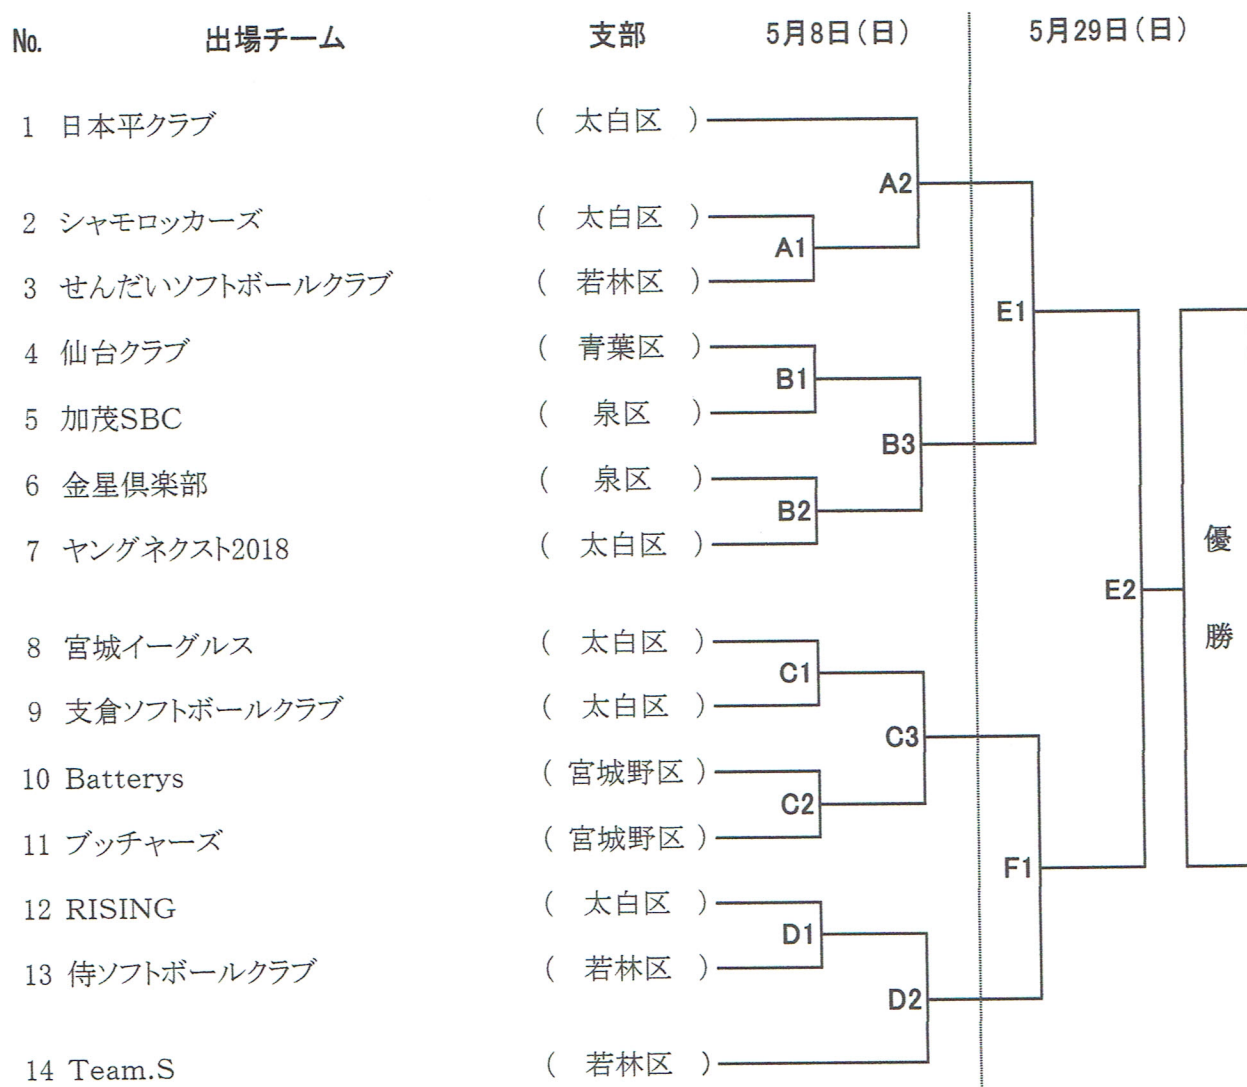 No. 出場チーム 支部 5月8日(日) 5月29日(日)
1 日本平クラブ ( 太白区 )
A2
2 シャモロッカーズ ( 太白区 )
A1
3 せんだいソフトボールクラブ ( 若林区 )
E1
4 仙台クラブ ( 青葉区 )
B1
5 加茂SBC ( 泉区 )
B3
6 金星倶楽部 ( 泉区 )
B2
7 ヤングネクスト2018 ( 太白区 )
優
E2
勝
8 宮城イーグルス ( 太白区 )
C1
9 支倉ソフトボールクラブ ( 太白区 )
C3
10 Batterys ( 宮城野区 )
C2
11 ブッチャーズ ( 宮城野区 )
F1
12 RISING ( 太白区 )
D1
13 侍ソフトボールクラブ ( 若林区 )
D2
14 Team.S ( 若林区 )